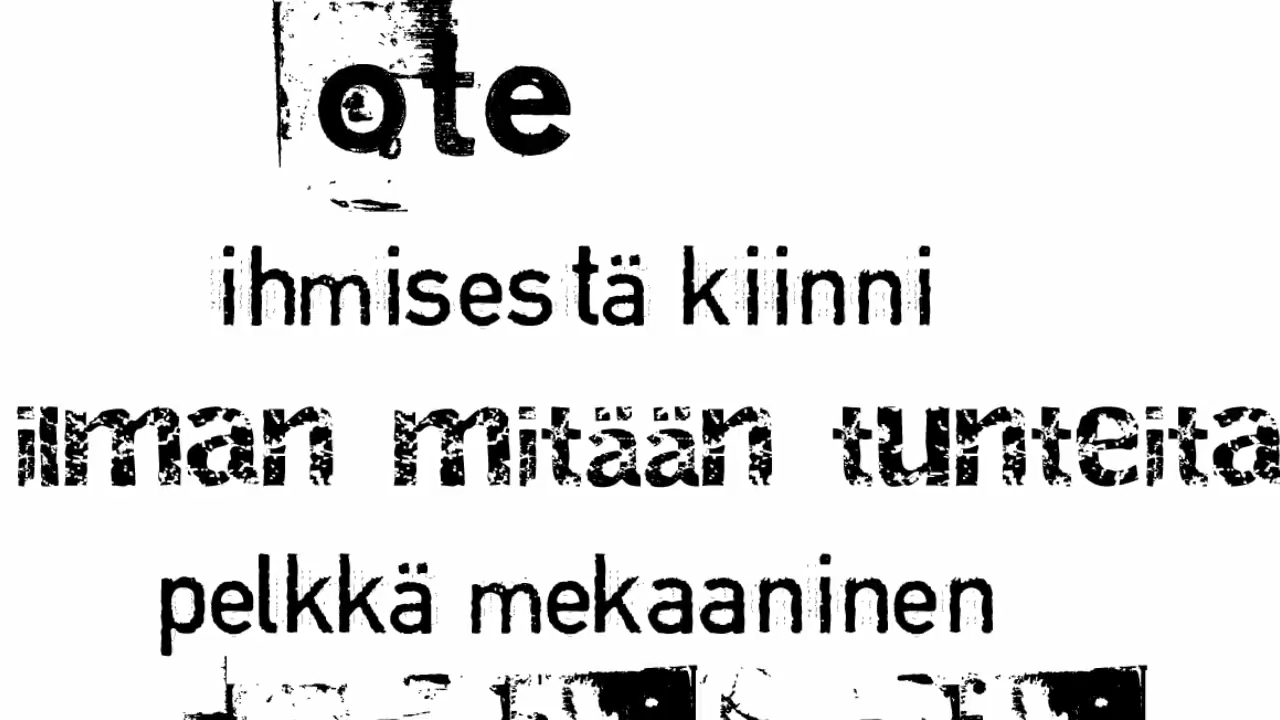 ote
ihmisestä kiinni
ilman mitään tunteita
pelkkä mekaaninen